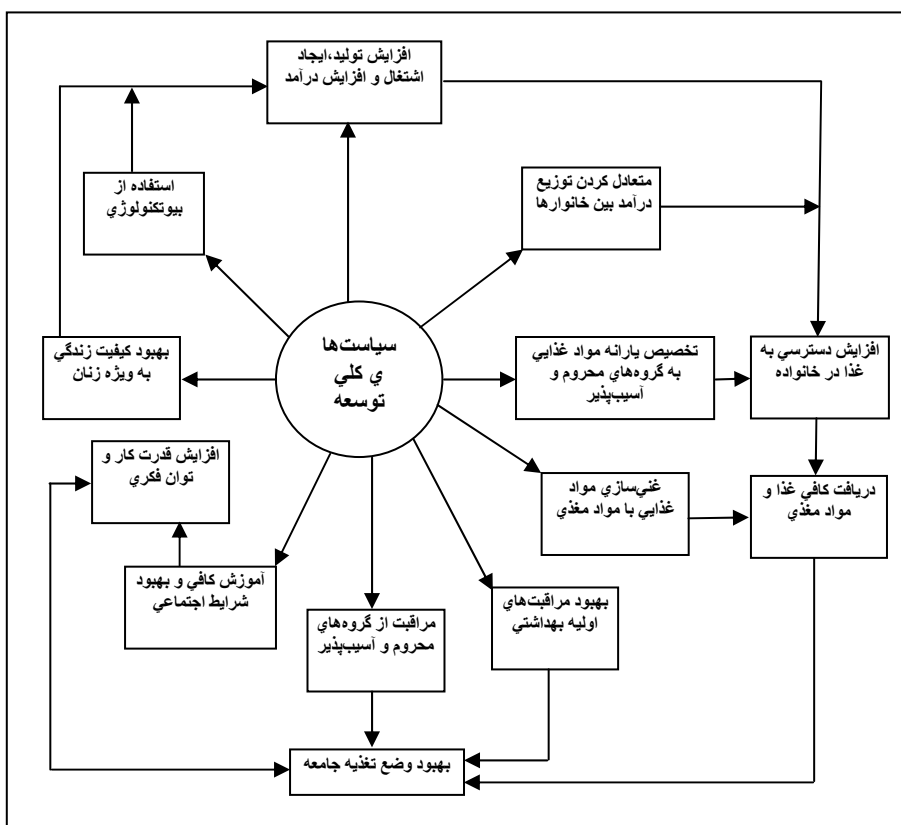 افزايش توليد،ايجاد
اشتغال و افزايش درآمد
متعادل كردن توزيع
درآمد بين خانوارها
استفاده از
بيوتكنولوژي
سياست‌ها
ي كلي
توسعه
افزايش دسترسي به
غذا در خانواده
تخصيص يارانه مواد غذايي
به گروه‌هاي محروم و
آسيب‌پذير
بهبود كيفيت زندگي
به ويژه زنان
دريافت كافي غذا و
مواد مغذي
غني‌سازي مواد
غذايي با مواد مغذي
افزايش قدرت كار و
توان فكري
آموزش كافي و بهبود
شرايط اجتماعي
بهبود مراقبت‌هاي
اوليه بهداشتي
مراقبت از گروه‌هاي
محروم و آسيب‌پذير
بهبود وضع تغذيه جامعه